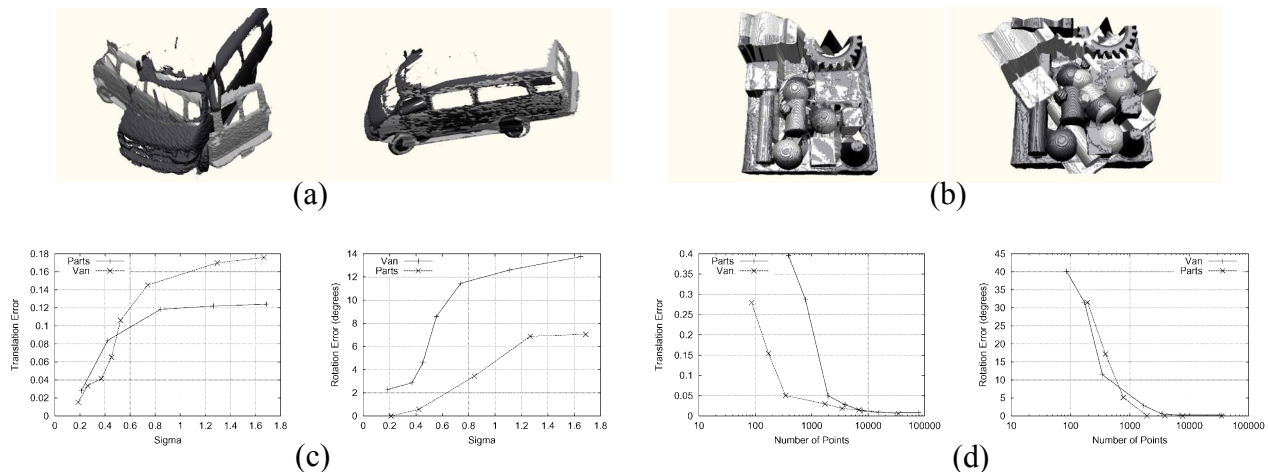 (a)
(b)
Translation Error
0.18
0.16
0.14
0.12
0.1
0.08
0.06
0.04
0.02
0
Parts
Van
0 0.2 0.4 0.6 0.8 1 1.2 1.4 1.6 1.8
Sigma
Rotation Error (degrees)
14
12
10
8
6
4
2
0
Van
Parts
0 0.2 0.4 0.6 0.8 1 1.2 1.4 1.6 1.8
Sigma
(c)
Translation Error
0.4
0.35
0.3
0.25
0.2
0.15
0.1
0.05
0
Parts
Van
10 100 1000 10000 100000
Number of Points
Rotation Error (degrees)
45
40
35
30
25
20
15
10
5
0
Van
Parts
10 100 1000 10000 100000
Number of Points
(d)